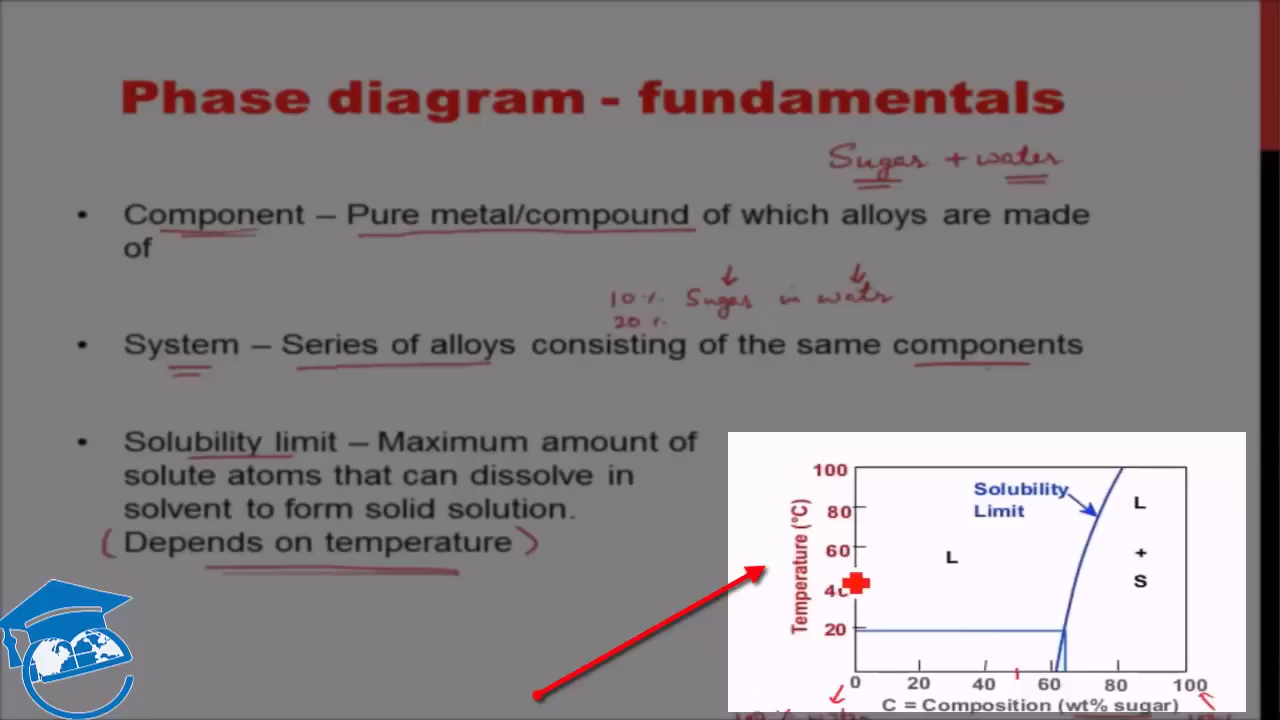 Phase diagram - fundamentals
Sugar + water
• Component – Pure metal/compound of which alloys are made
of
10 % Sugar in water
20 %
• System – Series of alloys consisting of the same components
• Solubility limit – Maximum amount of
solute atoms that can dissolve in
solvent to form solid solution.
(Depends on temperature)
Temperature (°C)
100
80
60
20
Solubility
Limit
L
L
+
S
0 20 40 60 80 100
C = Composition (wt% sugar)